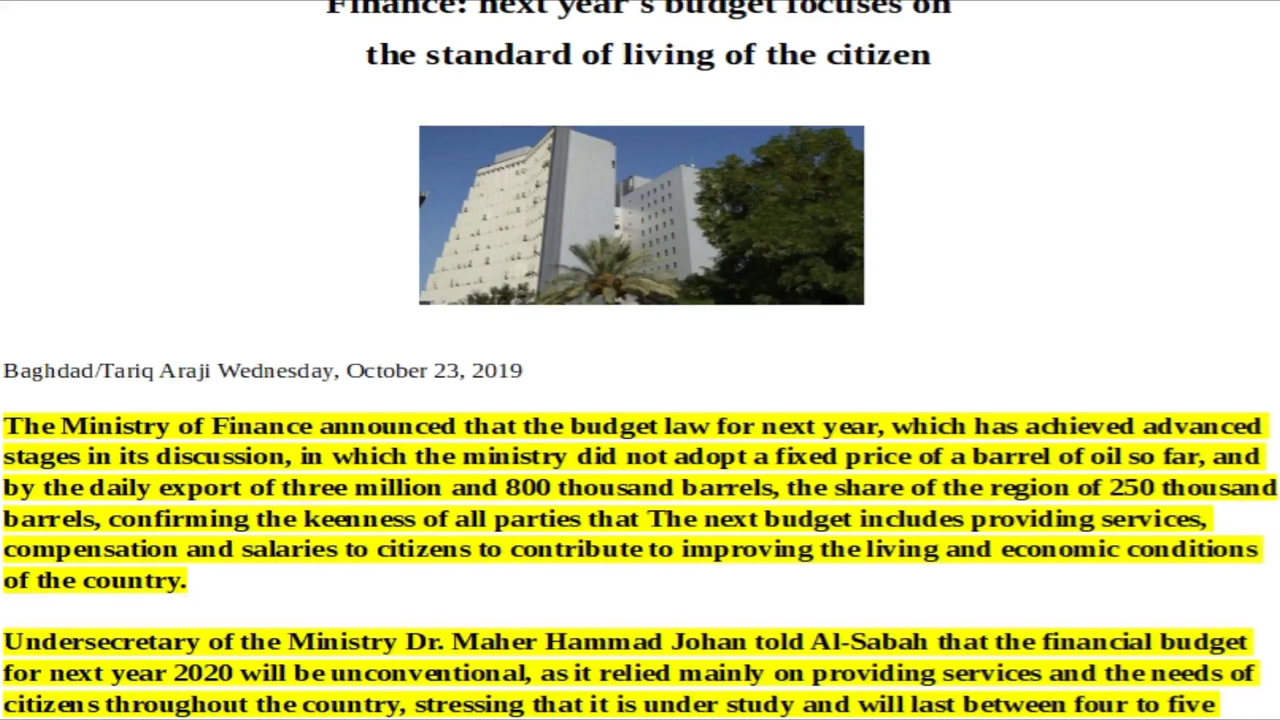 Finance: next year's budget focuses on
the standard of living of the citizen
Baghdad/Tariq Araji Wednesday, October 23, 2019
The Ministry of Finance announced that the budget law for next year, which has achieved advanced
stages in its discussion, in which the ministry did not adopt a fixed price of a barrel of oil so far, and
by the daily export of three million and 800 thousand barrels, the share of the region of 250 thousand
barrels, confirming the keenness of all parties that The next budget includes providing services,
compensation and salaries to citizens to contribute to improving the living and economic conditions
of the country.
Undersecretary of the Ministry Dr. Maher Hammad Johan told Al-Sabah that the financial budget
for next year 2020 will be unconventional, as it relied mainly on providing services and the needs of
citizens throughout the country, stressing that it is under study and will last between four to five